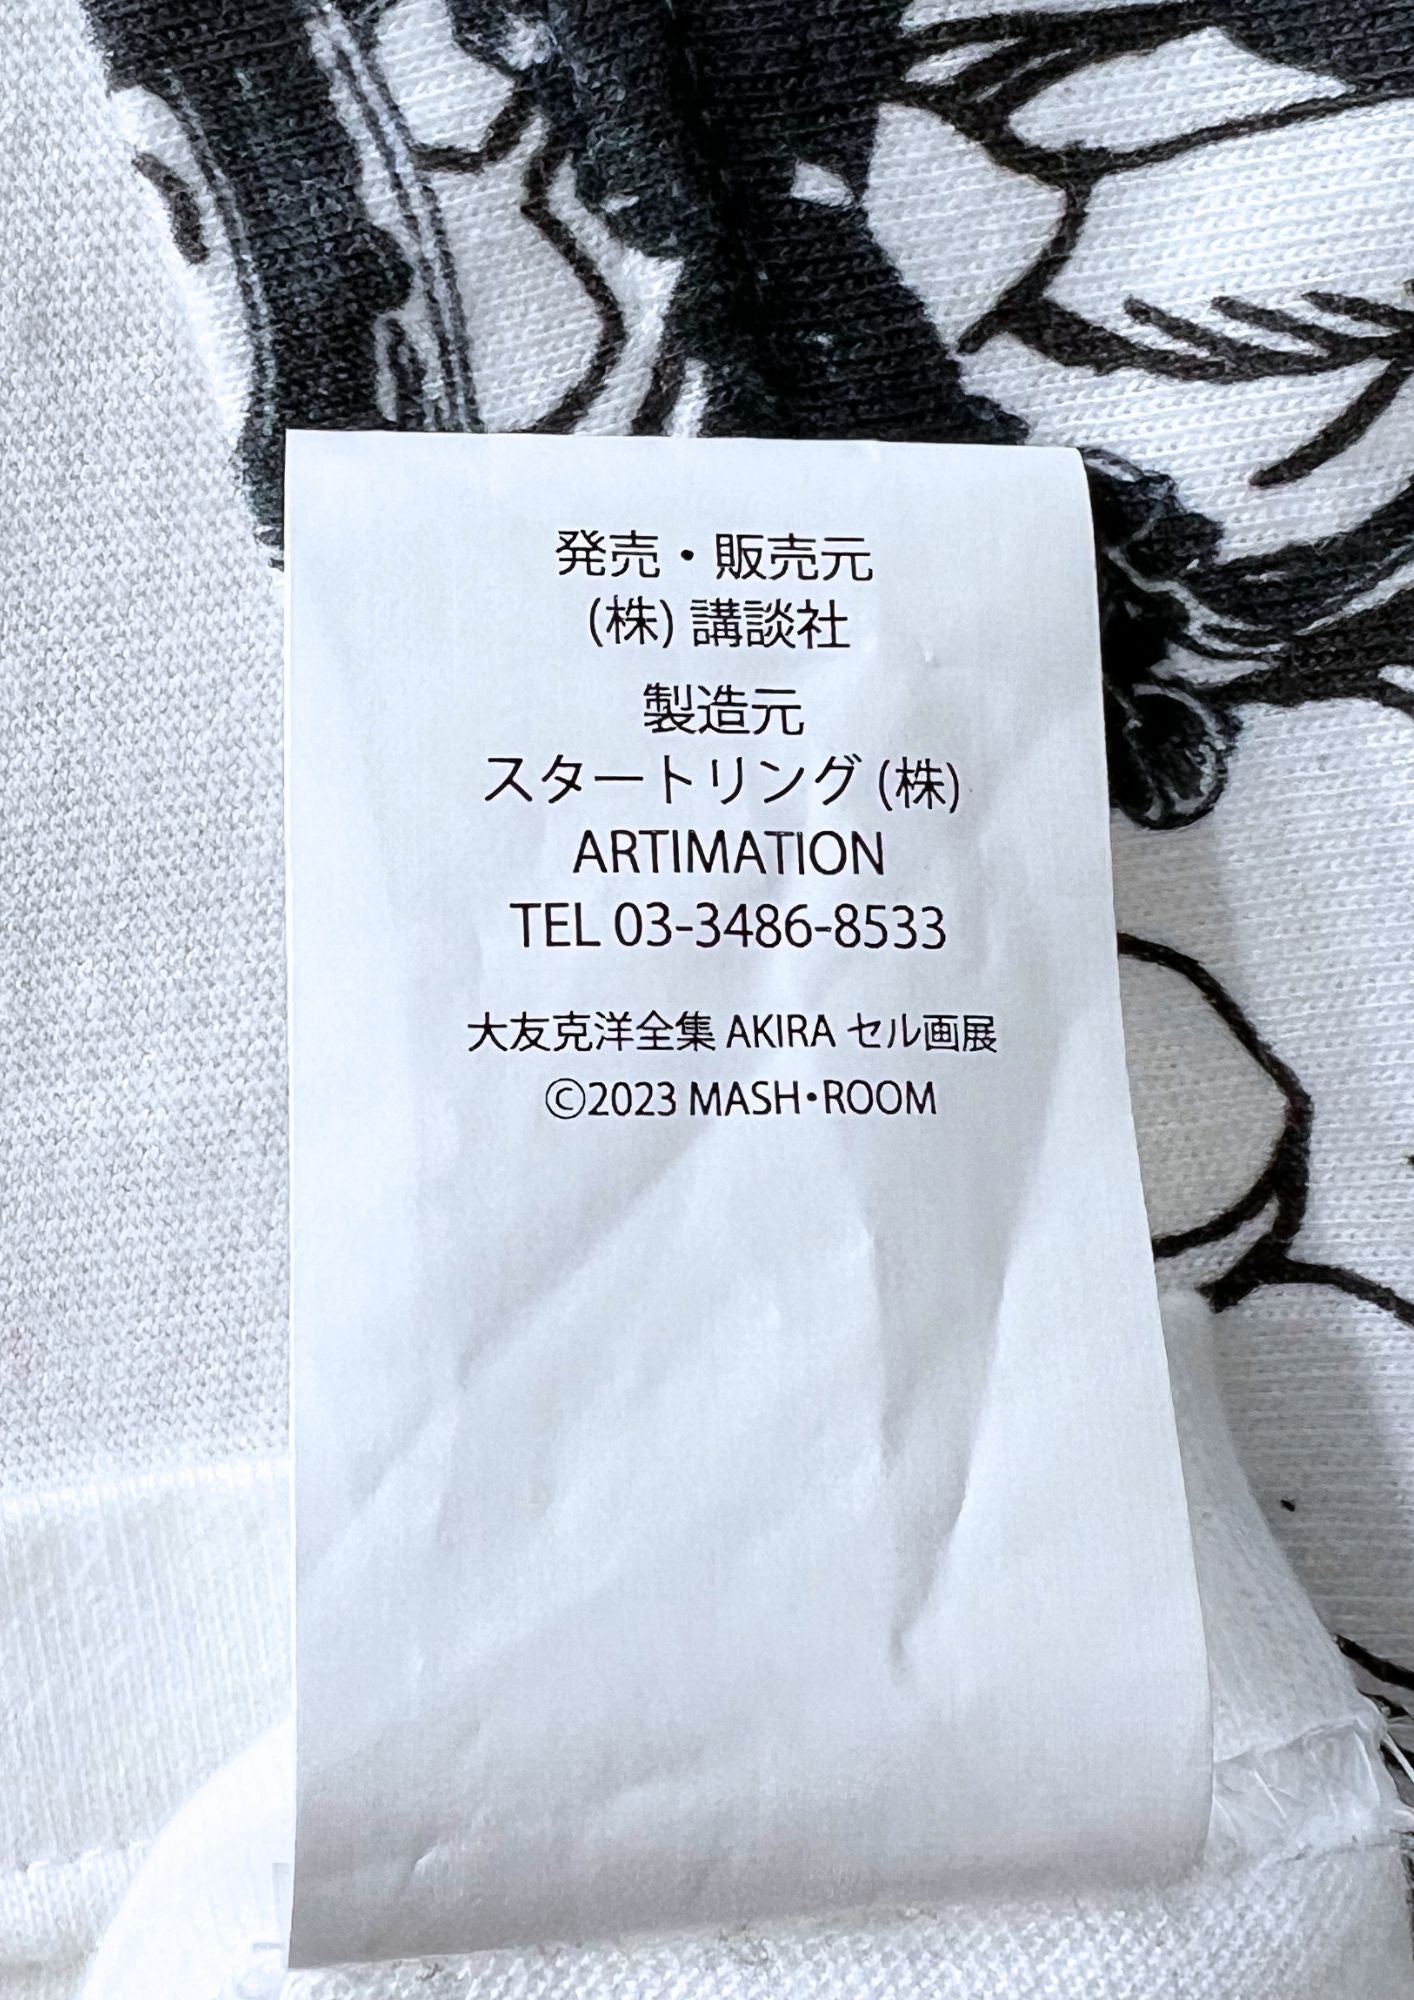 発売・販売元
(株) 講談社
製造元
スタートリング (株)
ARTIMATION
TEL 03-3486-8533
大友克洋全集 AKIRA セル画展
©2023 MASH・ROOM